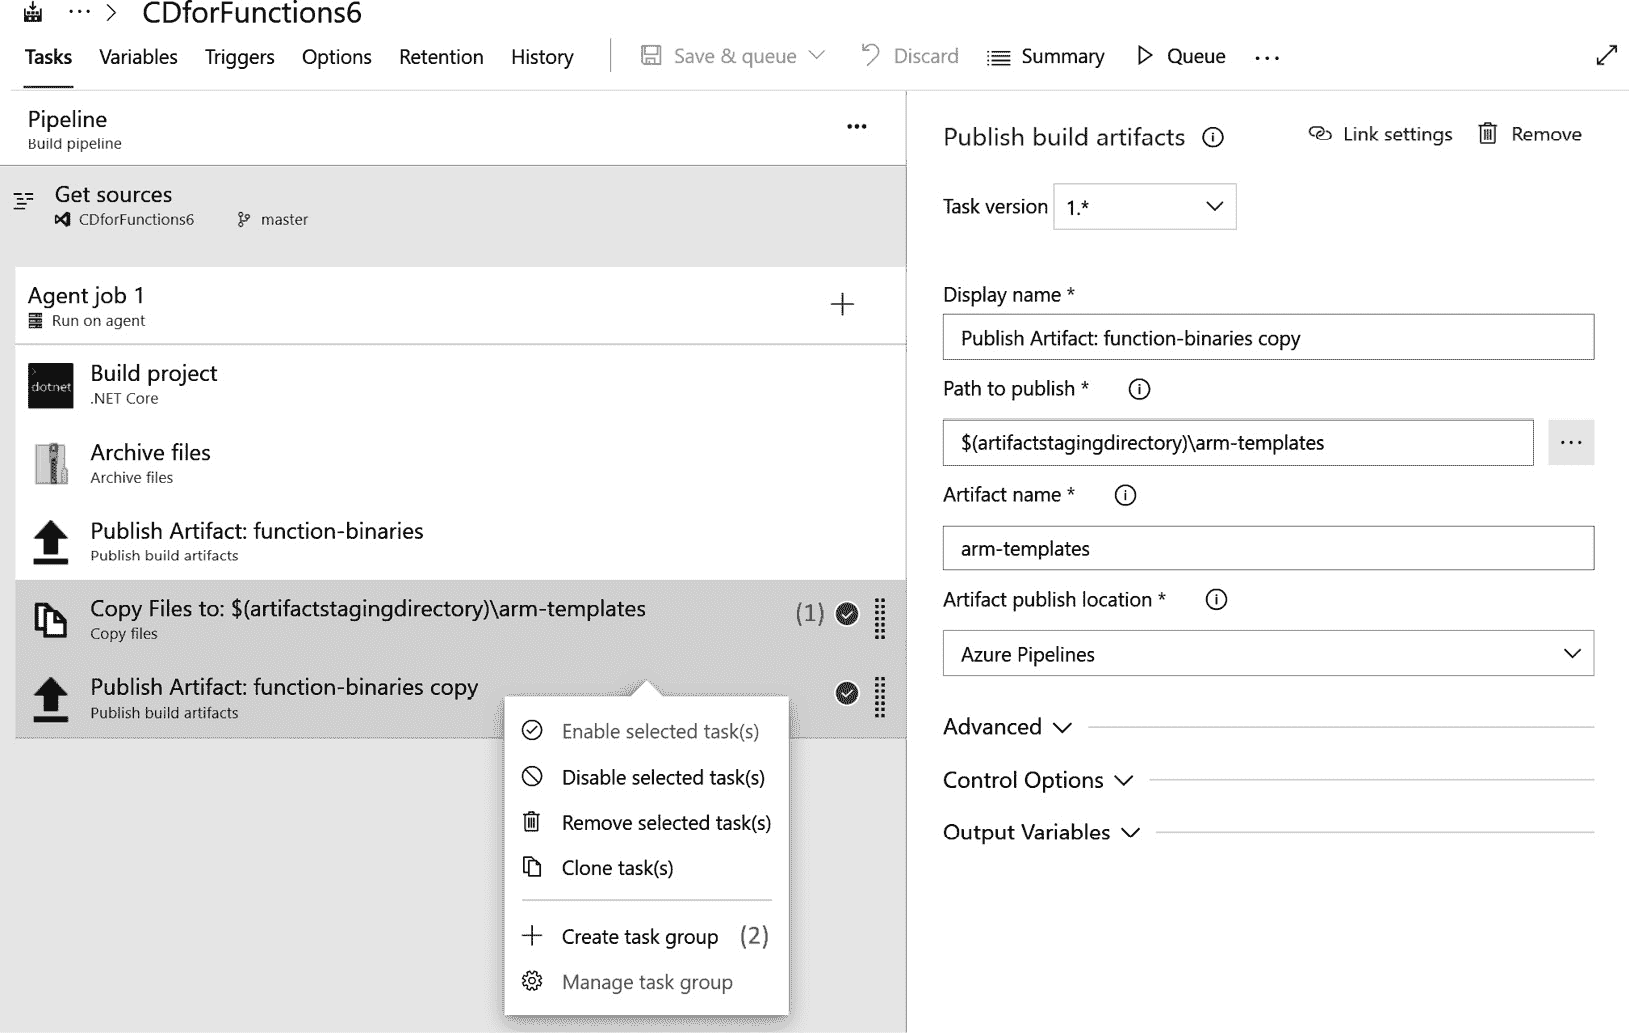 ··· > CDforFunctions6
Tasks Variables Triggers Options Retention History Save & queue Discard Summary Queue ···
Pipeline ···
Build pipeline
Get sources
CDforFunctions6 master
Agent job 1
Run on agent
dotnet
Build project
.NET Core
Archive files
Archive files
Publish Artifact: function-binaries
Publish build artifacts
Copy Files to: $(artifactstagingdirectory)\arm-templates (1)
Copy files
Publish Artifact: function-binaries copy
Publish build artifacts
Enable selected task(s)
Disable selected task(s)
Remove selected task(s)
Clone task(s)
Create task group (2)
Manage task group
Publish build artifacts Link settings Remove
Task version 1.*
Display name *
Publish Artifact: function-binaries copy
Path to publish *
$(artifactstagingdirectory)\arm-templates ···
Artifact name *
arm-templates
Artifact publish location *
Azure Pipelines
Advanced
Control Options
Output Variables